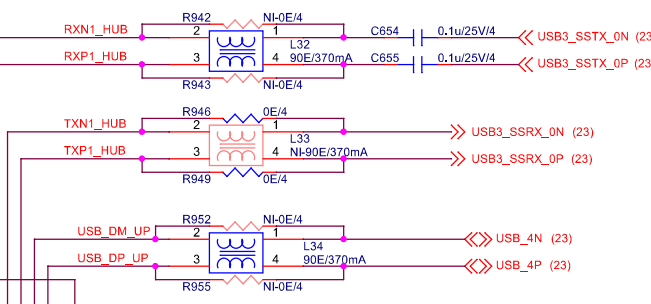 R942 NI-0E/4
RXN1_HUB 2 1 C654 0.1u/25V/4 USB3_SSTX_0N (23
L32
RXP1_HUB 3 4 90E/370mA C655 0.1u/25V/4 USB3_SSTX_0P (23
R943 NI-0E/4
R946 0E/4
TXN1_HUB 2 1 USB3_SSRX_0N (23)
L33
TXP1_HUB 3 4 NI-90E/370mA USB3_SSRX_0P (23)
R949 0E/4
R952 NI-0E/4
USB_DM_UP 2 1 USB_4N (23)
L34
USB_DP_UP 3 4 90E/370mA USB_4P (23)
R955 NI-0E/4